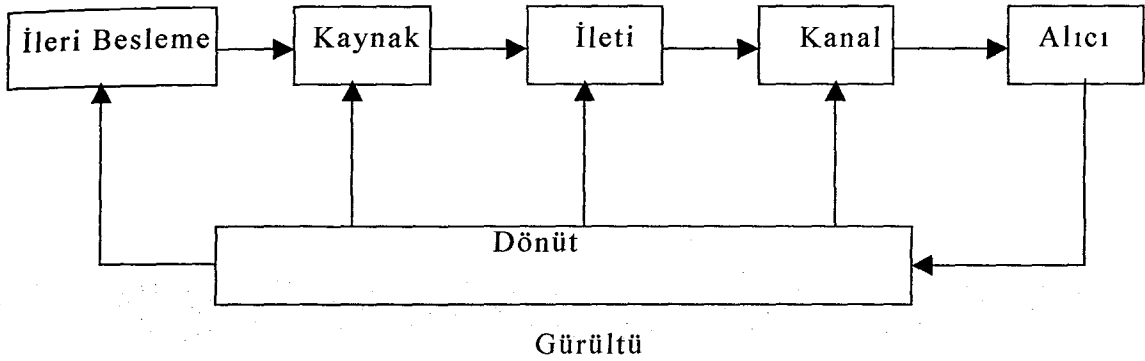 İleri Besleme
Kaynak
İleti
Kanal
Alıcı
Dönüt
Gürültü